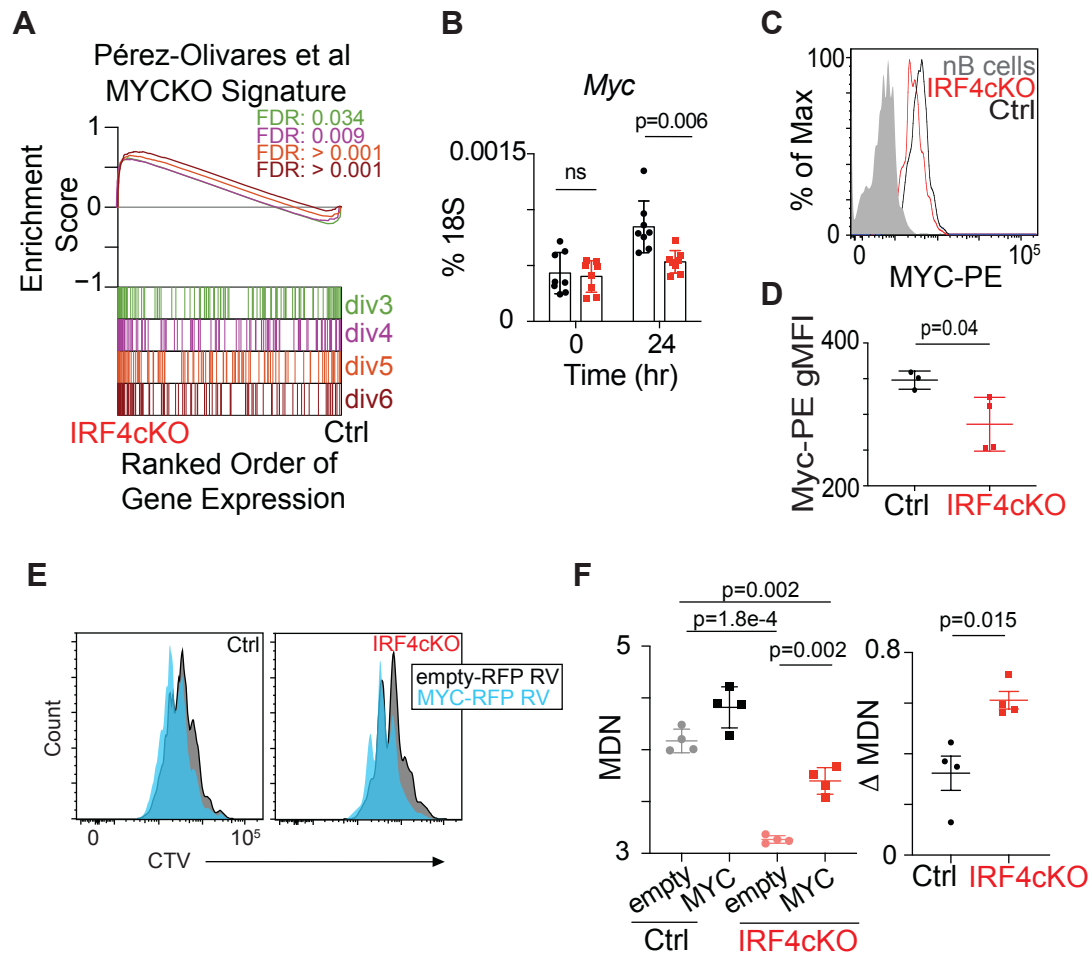 A
Pérez-Olivares et al
MYCKO Signature
FDR: 0.034
FDR: 0.009
FDR: > 0.001
FDR: > 0.001
1
0
−1
Enrichment
Score
div3
div4
div5
div6
IRF4cKO
Ctrl
Ranked Order of
Gene Expression
B
Myc
p=0.006
ns
0.0015
0
% 18S
0
24
Time (hr)
C
100
0
% of Max
nB cells
IRF4cKO
Ctrl
0
10⁵
MYC-PE
D
p=0.04
400
200
Myc-PE gMFI
Ctrl
IRF4cKO
E
Ctrl
IRF4cKO
empty-RFP RV
MYC-RFP RV
Count
0
10⁵
CTV
F
p=0.002
p=1.8e-4
p=0.002
5
3
MDN
empty
MYC
empty
MYC
Ctrl
IRF4cKO
p=0.015
0.8
0
Δ MDN
Ctrl
IRF4cKO